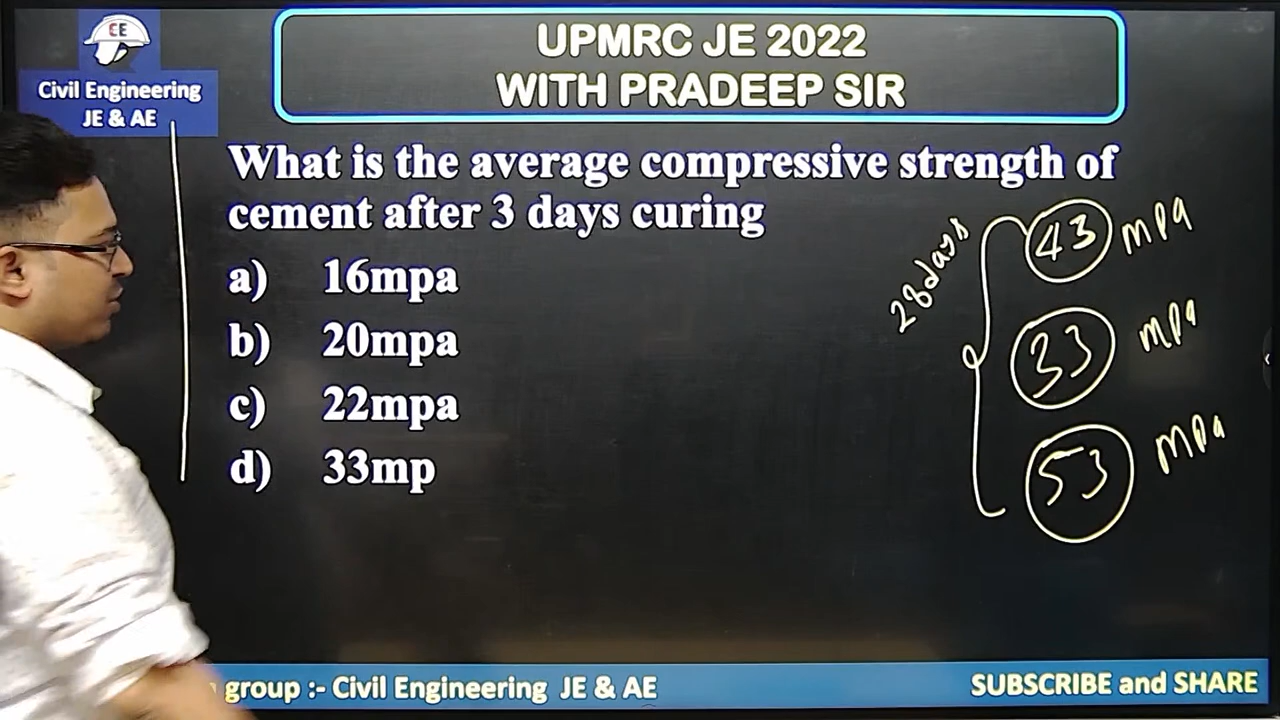 CE
Civil Engineering
JE & AE
UPMRC JE 2022
WITH PRADEEP SIR
What is the average compressive strength of
cement after 3 days curing
a) 16mpa
b) 20mpa
c) 22mpa
d) 33mp
28days
43 mpa
33 mpa
53 mpa
group :- Civil Engineering JE & AE
SUBSCRIBE and SHARE